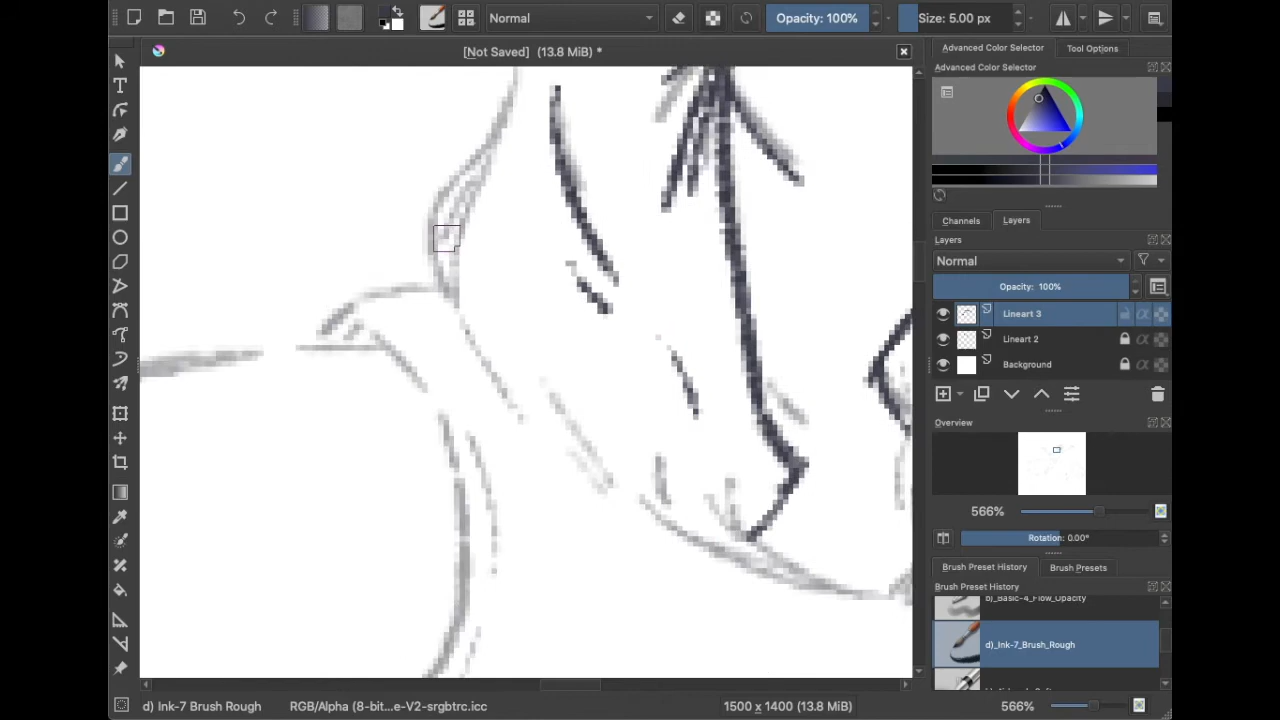 Normal
Opacity: 100%
Size: 5.00 px
[Not Saved] (13.8 MiB) *
Advanced Color Selector
Tool Options
Advanced Color Selector
Channels
Layers
Layers
Normal
Opacity: 100%
Lineart 3
Lineart 2
Background
Overview
566%
Rotation: 0.00°
Brush Preset History
Brush Presets
Brush Preset History
b)_Basic-4_Flow_Opacity
d)_Ink-7_Brush_Rough
d) Ink-7 Brush Rough
RGB/Alpha (8-bit...e-V2-srgbtrc.icc
1500 x 1400 (13.8 MiB)
566%